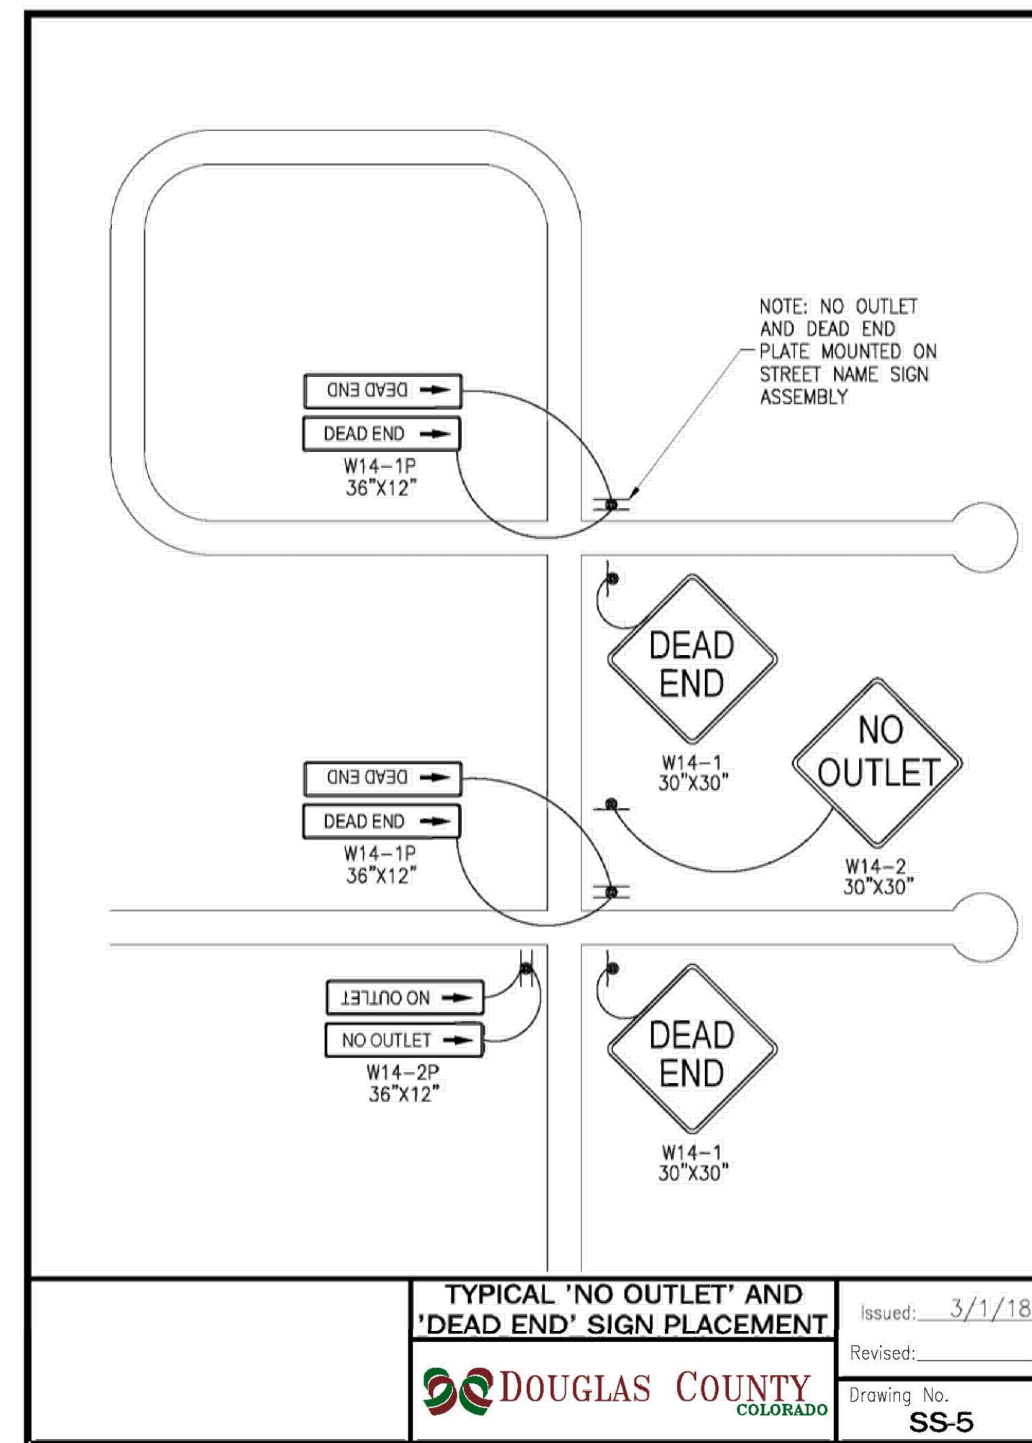 NOTE: NO OUTLET
AND DEAD END
PLATE MOUNTED ON
STREET NAME SIGN
ASSEMBLY
DEAD END
DEAD END
W14-1P
36"X12"
DEAD
END
W14-1
30"X30"
NO
OUTLET
W14-2
30"X30"
DEAD END
DEAD END
W14-1P
36"X12"
NO OUTLET
NO OUTLET
W14-2P
36"X12"
DEAD
END
W14-1
30"X30"
TYPICAL 'NO OUTLET' AND
'DEAD END' SIGN PLACEMENT
DOUGLAS COUNTY
COLORADO
Issued: 3/1/18
Revised:
Drawing No.
SS-5